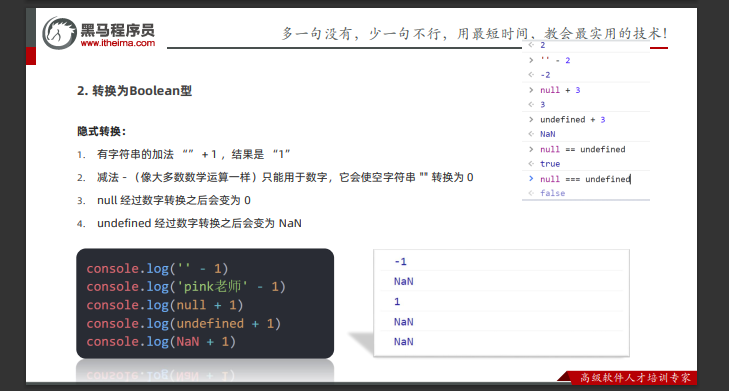 黑马程序员
www.itheima.com
多一句没有，少一句不行，用最短时间、教会最实用的技术！
2. 转换为Boolean型
隐式转换：
1. 有字符串的加法 “” + 1 ，结果是 “1”
2. 减法 - （像大多数数学运算一样）只能用于数字，它会使空字符串 "" 转换为 0
3. null 经过数字转换之后会变为 0
4. undefined 经过数字转换之后会变为 NaN
2
'' - 2
-2
null + 3
3
undefined + 3
NaN
null == undefined
true
null === undefined
false
console.log('' - 1)
console.log('pink老师' - 1)
console.log(null + 1)
console.log(undefined + 1)
console.log(NaN + 1)
-1
NaN
1
NaN
NaN
高级软件人才培训专家